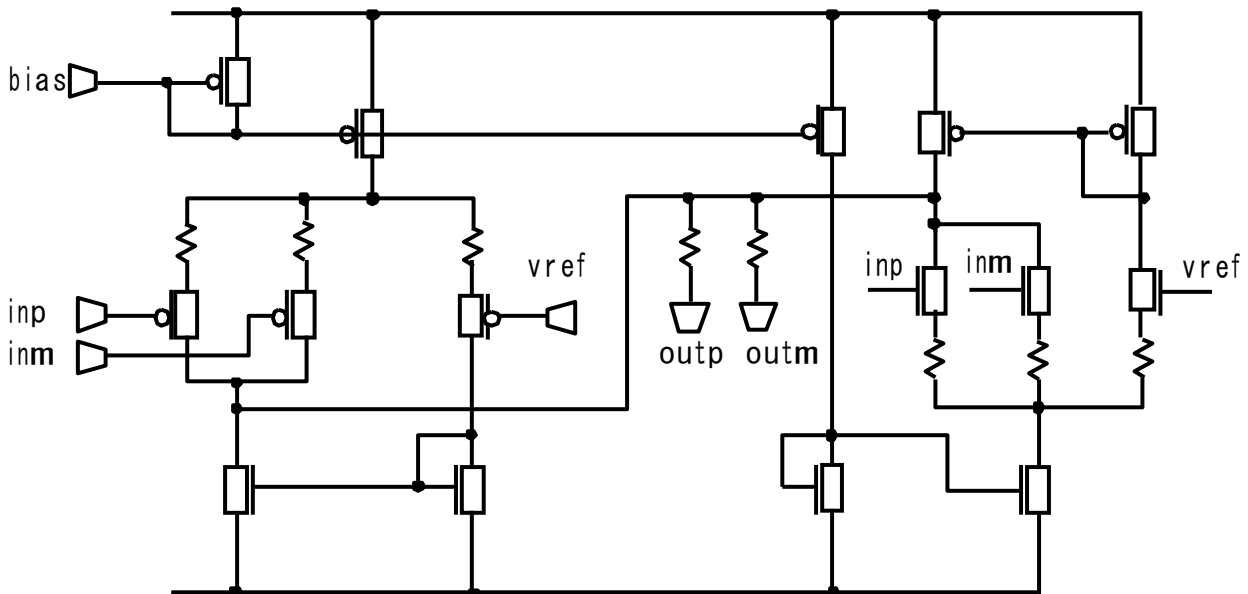 bias
inp
inm
vref
outp outm
inp
inm
vref